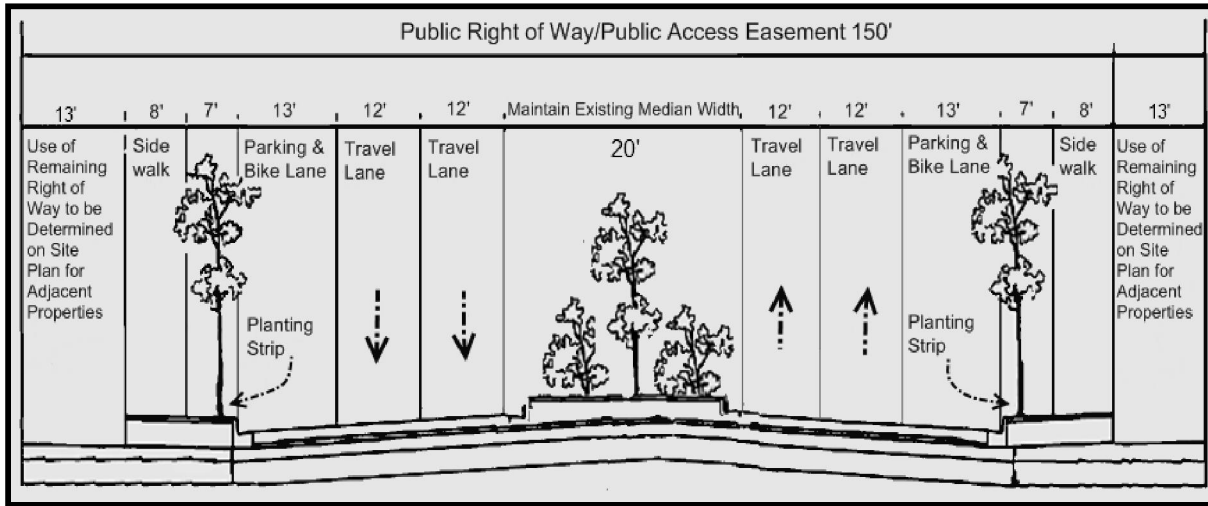 Public Right of Way/Public Access Easement 150'
13' 8' 7' 13' 12' 12' Maintain Existing Median Width 12' 12' 13' 7' 8' 13'
Use of
Remaining
Right of
Way to be
Determined
on Site
Plan for
Adjacent
Properties
Side
walk
Parking &
Bike Lane
Travel
Lane
Travel
Lane
20'
Travel
Lane
Travel
Lane
Parking &
Bike Lane
Side
walk
Use of
Remaining
Right of
Way to be
Determined
on Site
Plan for
Adjacent
Properties
Planting
Strip
Planting
Strip